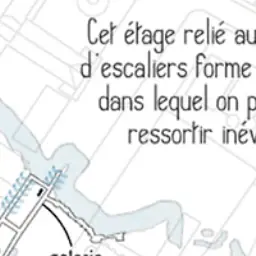 Cet étage relié au
d'escaliers forme
dans lequel on p
ressortir inév
galerie